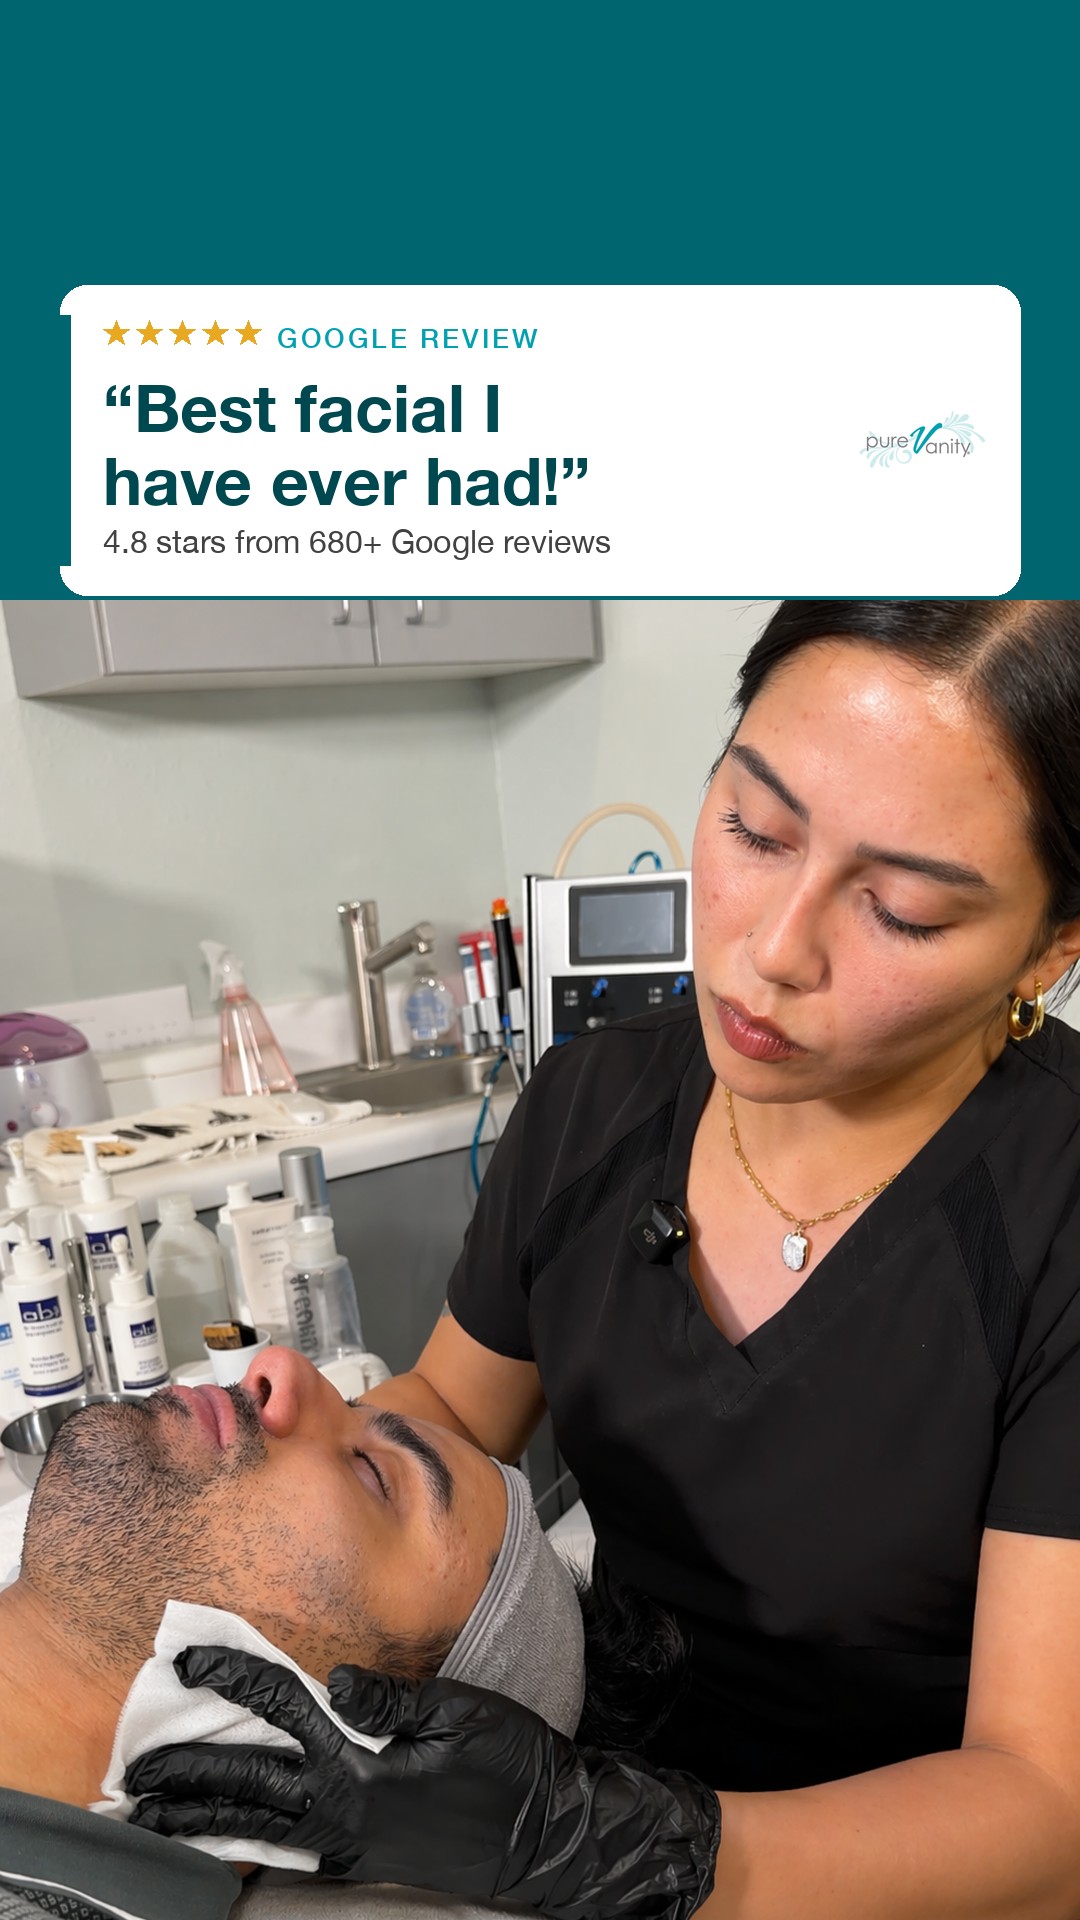 ★★★★★ GOOGLE REVIEW
“Best facial I
have ever had!”
4.8 stars from 680+ Google reviews
pureVanity